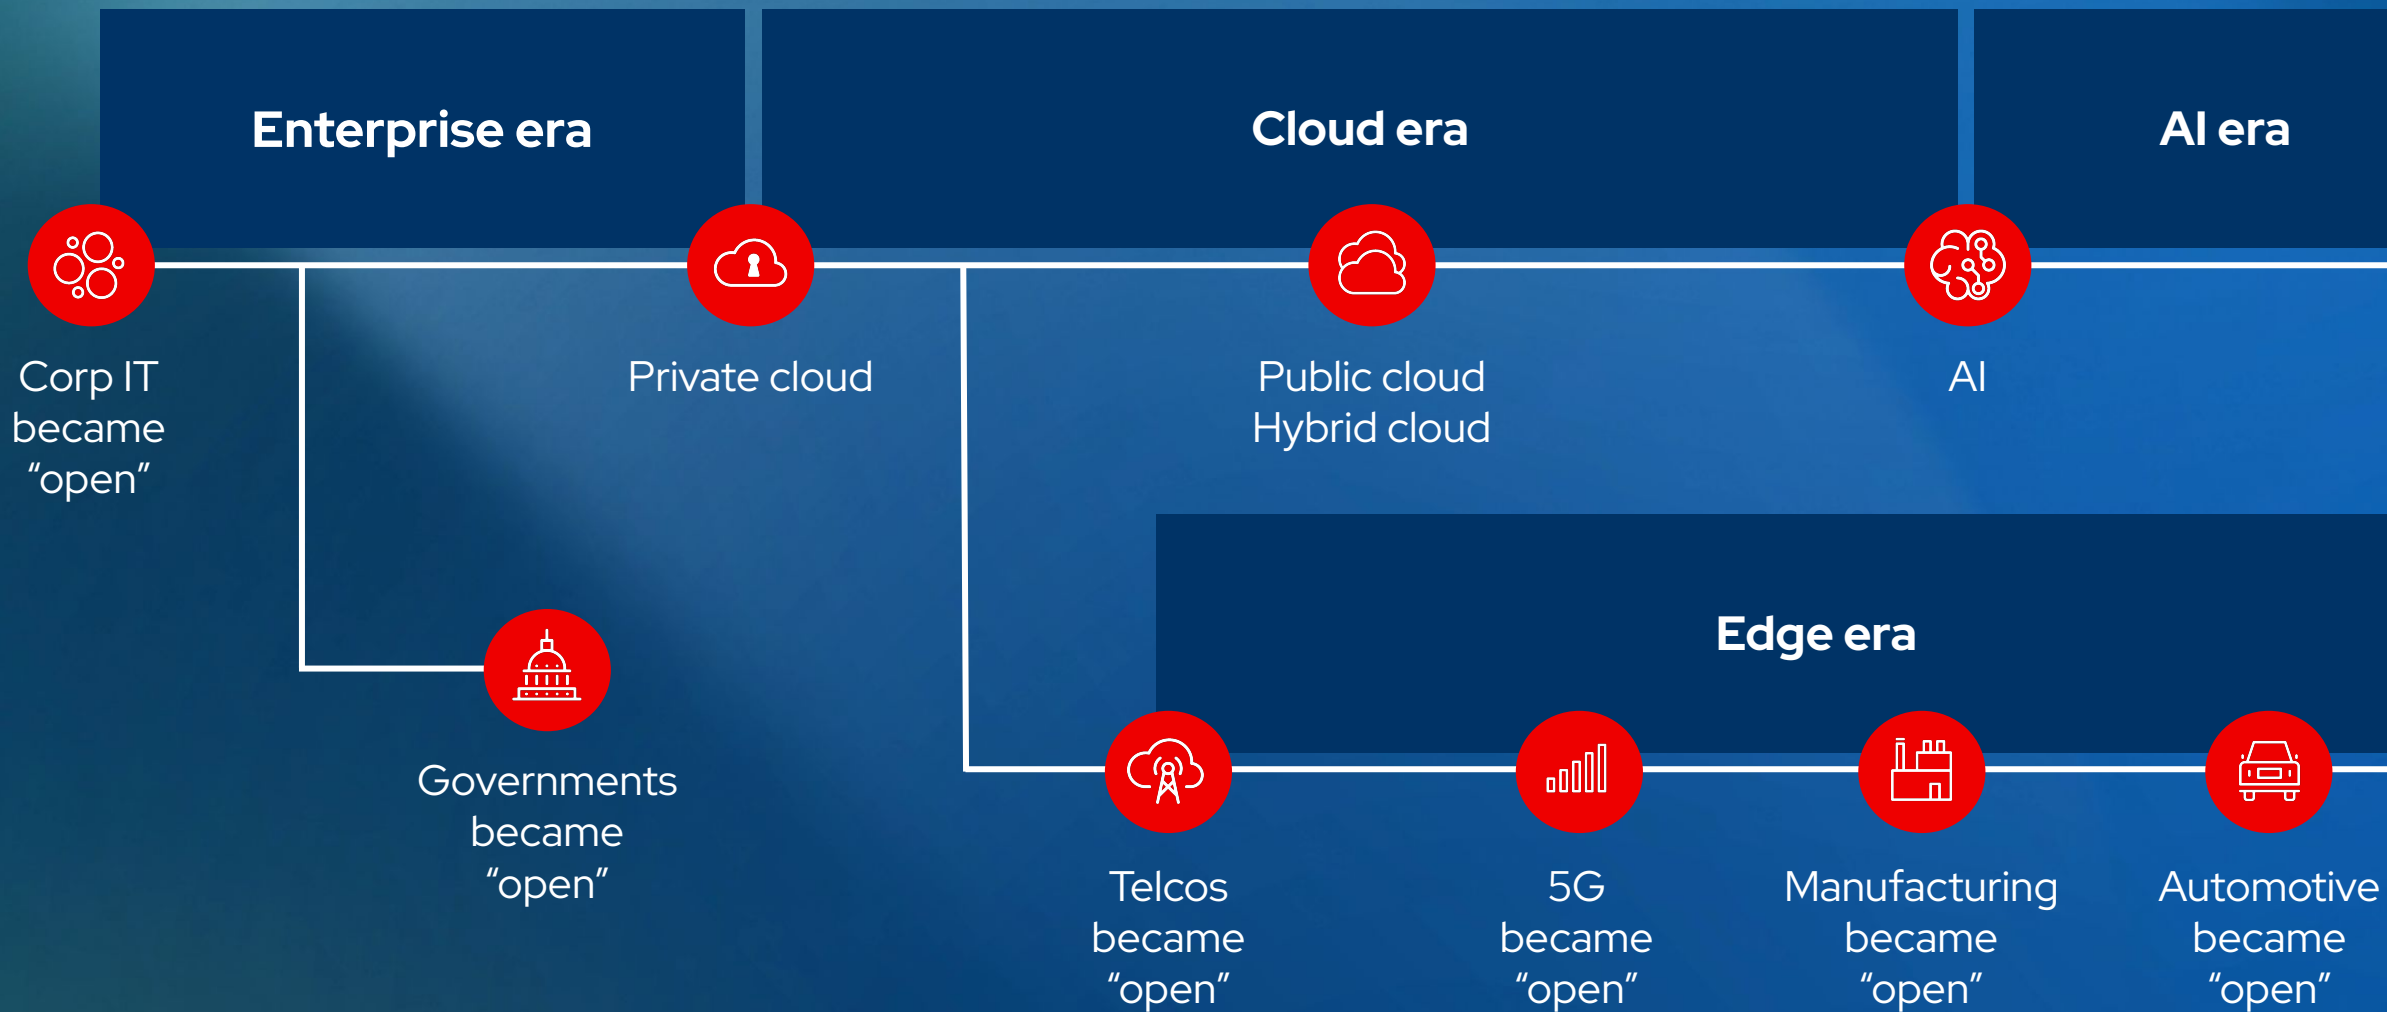 Enterprise era
Cloud era
AI era
Corp IT
became
“open”
Private cloud
Public cloud
Hybrid cloud
AI
Edge era
Governments
became
“open”
Telcos
became
“open”
5G
became
“open”
Manufacturing
became
“open”
Automotive
became
“open”